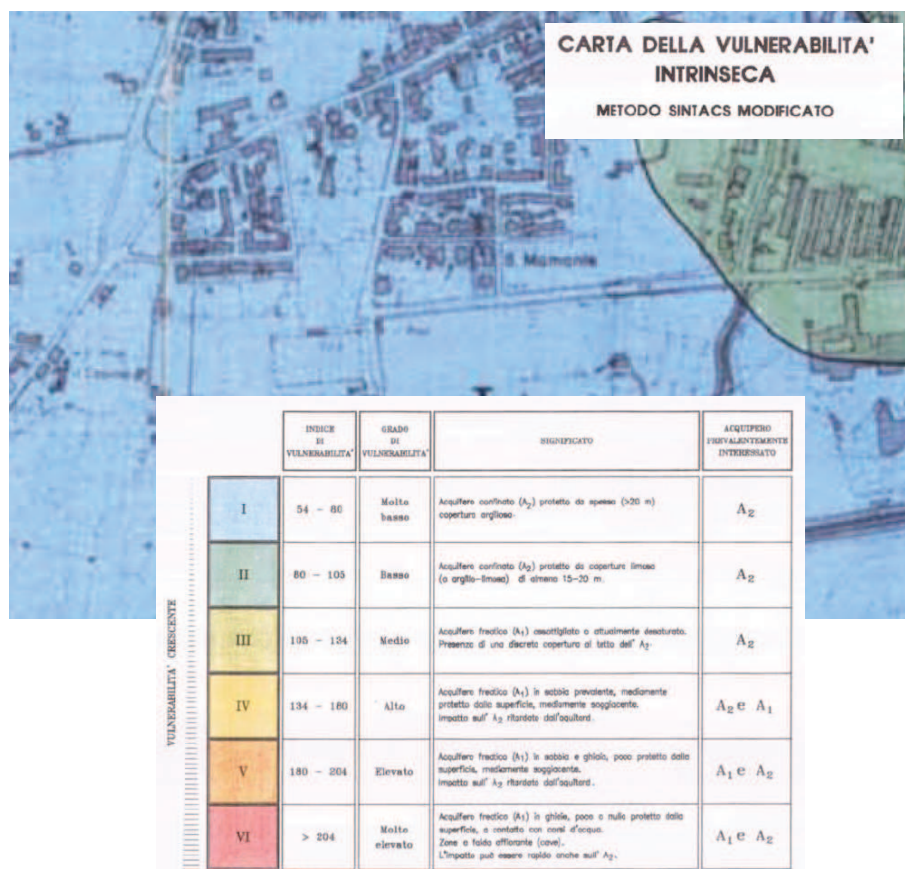 CARTA DELLA VULNERABILITA'
INTRINSECA
METODO SINTACS MODIFICATO
S. Mamante
INDICE
DI
VULNERABILITA'
GRADO
DI
VULNERABILITA'
SIGNIFICATO
ACQUIFERO
PREVALENTEMENTE
INTERESSATO
VULNERABILITA' CRESCENTE
I
54 - 80
Molto
basso
Acquifero confinato (A₂) protetto da spessa (>20 m)
copertura argillosa.
A₂
II
80 - 105
Basso
Acquifero confinato (A₂) protetto da copertura limosa
(o argillo-limosa) di almeno 15-20 m.
A₂
III
105 - 134
Medio
Acquifero freatico (A₁) assottigliato o attualmente desaturato.
Presenza di una discreta copertura al tetto dell' A₂.
A₂
IV
134 - 180
Alto
Acquifero freatico (A₁) in sabbia prevalente, mediamente
protetto dalla superficie, mediamente soggiacente.
Impatto sull' A₂ ritardato dall'aquitard.
A₂ e A₁
V
180 - 204
Elevato
Acquifero freatico (A₁) in sabbia e ghiaia, poco protetto dalla
superficie, mediamente soggiacente.
Impatto sull' A₂ ritardato dall'aquitard.
A₁ e A₂
VI
> 204
Molto
elevato
Acquifero freatico (A₁) in ghiaie, poco o nulla protetto dalla
superficie, a contatto con corsi d'acqua.
Zone a falda affiorante (cave).
L'impatto può essere rapido anche sull' A₂.
A₁ e A₂